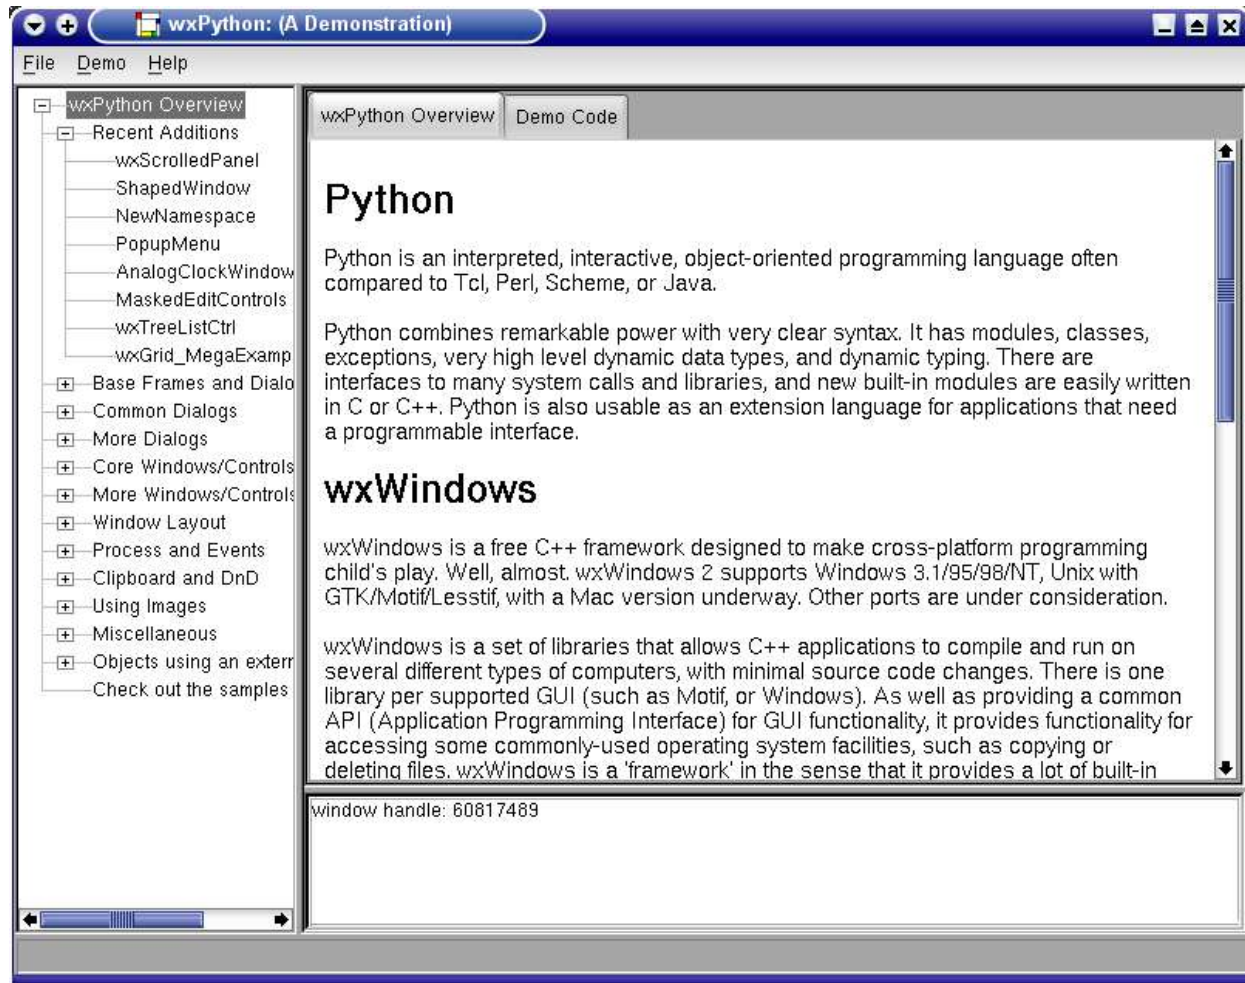 wxPython: (A Demonstration)
File Demo Help
wxPython Overview
Recent Additions
wxScrolledPanel
ShapedWindow
NewNamespace
PopupMenu
AnalogClockWindow
MaskedEditControls
wxTreeListCtrl
wxGrid_MegaExamp
Base Frames and Dialo
Common Dialogs
More Dialogs
Core Windows/Controls
More Windows/Controls
Window Layout
Process and Events
Clipboard and DnD
Using Images
Miscellaneous
Objects using an extern
Check out the samples
wxPython Overview Demo Code
Python
Python is an interpreted, interactive, object-oriented programming language often
compared to Tcl, Perl, Scheme, or Java.
Python combines remarkable power with very clear syntax. It has modules, classes,
exceptions, very high level dynamic data types, and dynamic typing. There are
interfaces to many system calls and libraries, and new built-in modules are easily written
in C or C++. Python is also usable as an extension language for applications that need
a programmable interface.
wxWindows
wxWindows is a free C++ framework designed to make cross-platform programming
child's play. Well, almost. wxWindows 2 supports Windows 3.1/95/98/NT, Unix with
GTK/Motif/Lesstif, with a Mac version underway. Other ports are under consideration.
wxWindows is a set of libraries that allows C++ applications to compile and run on
several different types of computers, with minimal source code changes. There is one
library per supported GUI (such as Motif, or Windows). As well as providing a common
API (Application Programming Interface) for GUI functionality, it provides functionality for
accessing some commonly-used operating system facilities, such as copying or
deleting files. wxWindows is a 'framework' in the sense that it provides a lot of built-in
window handle: 60817489